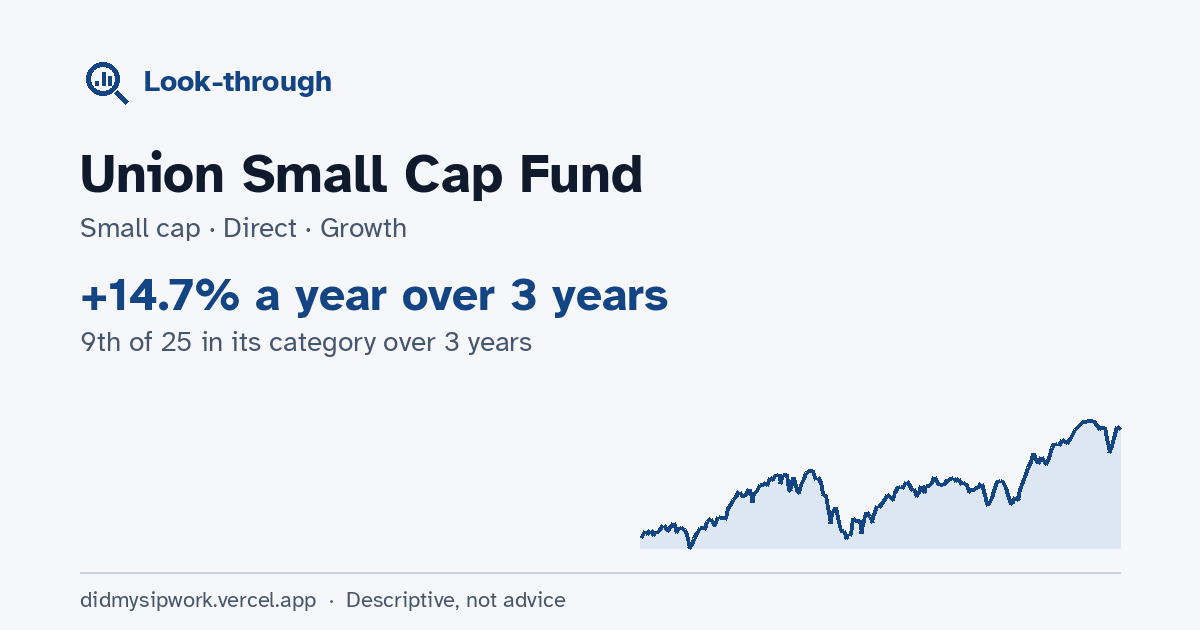 Look-through
Union Small Cap Fund
Small cap · Direct · Growth
+14.7% a year over 3 years
9th of 25 in its category over 3 years
didmysipwork.vercel.app · Descriptive, not advice